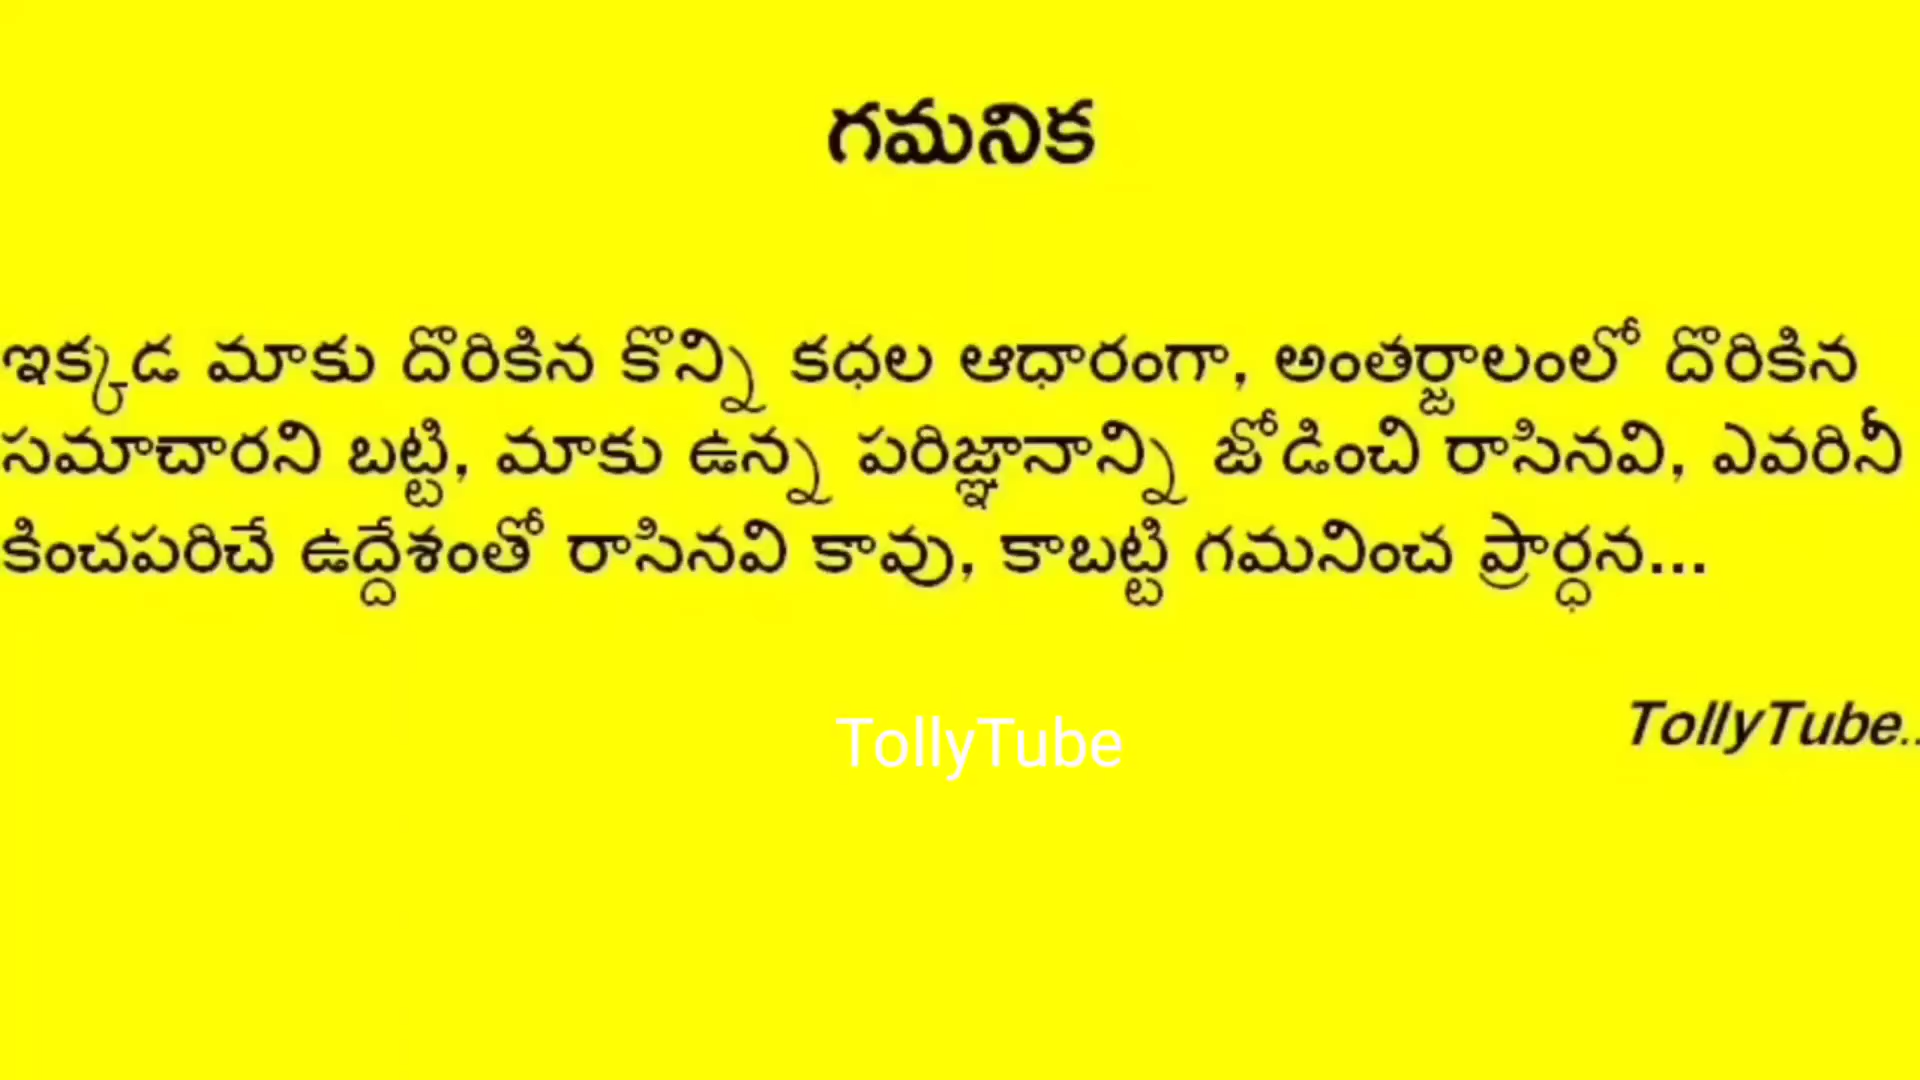 గమనిక
ఇక్కడ మాకు దొరికిన కొన్ని కధల ఆధారంగా, అంతర్జాలంలో దొరికిన
సమాచారని బట్టి, మాకు ఉన్న పరిజ్ఞానాన్ని జోడించి రాసినవి, ఎవరినీ
కించపరిచే ఉద్దేశంతో రాసినవి కావు, కాబట్టి గమనించ ప్రార్ధన...
TollyTube..
TollyTube